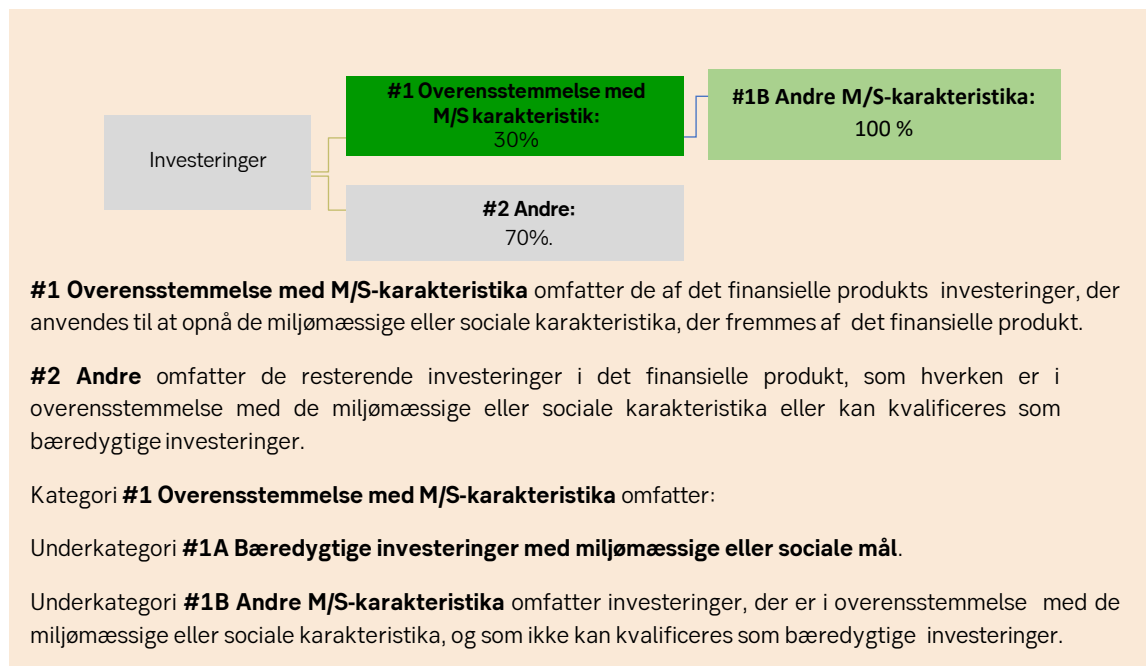 #1 Overensstemmelse med
M/S karakteristik:
30%
#1B Andre M/S-karakteristika:
100 %
Investeringer
#2 Andre:
70%.
#1 Overensstemmelse med M/S-karakteristika omfatter de af det finansielle produkts investeringer, der
anvendes til at opnå de miljømæssige eller sociale karakteristika, der fremmes af det finansielle produkt.
#2 Andre omfatter de resterende investeringer i det finansielle produkt, som hverken er i
overensstemmelse med de miljømæssige eller sociale karakteristika eller kan kvalificeres som
bæredygtige investeringer.
Kategori #1 Overensstemmelse med M/S-karakteristika omfatter:
Underkategori #1A Bæredygtige investeringer med miljømæssige eller sociale mål.
Underkategori #1B Andre M/S-karakteristika omfatter investeringer, der er i overensstemmelse med de
miljømæssige eller sociale karakteristika, og som ikke kan kvalificeres som bæredygtige investeringer.